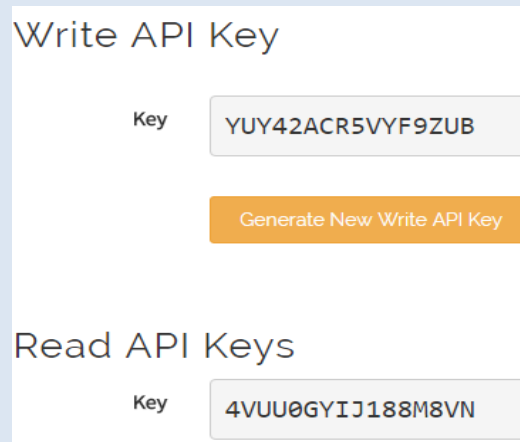 Write API Key
Key
YUY42ACR5VYF9ZUB
Generate New Write API Key
Read API Keys
Key
4VUU0GYIJ188M8VN